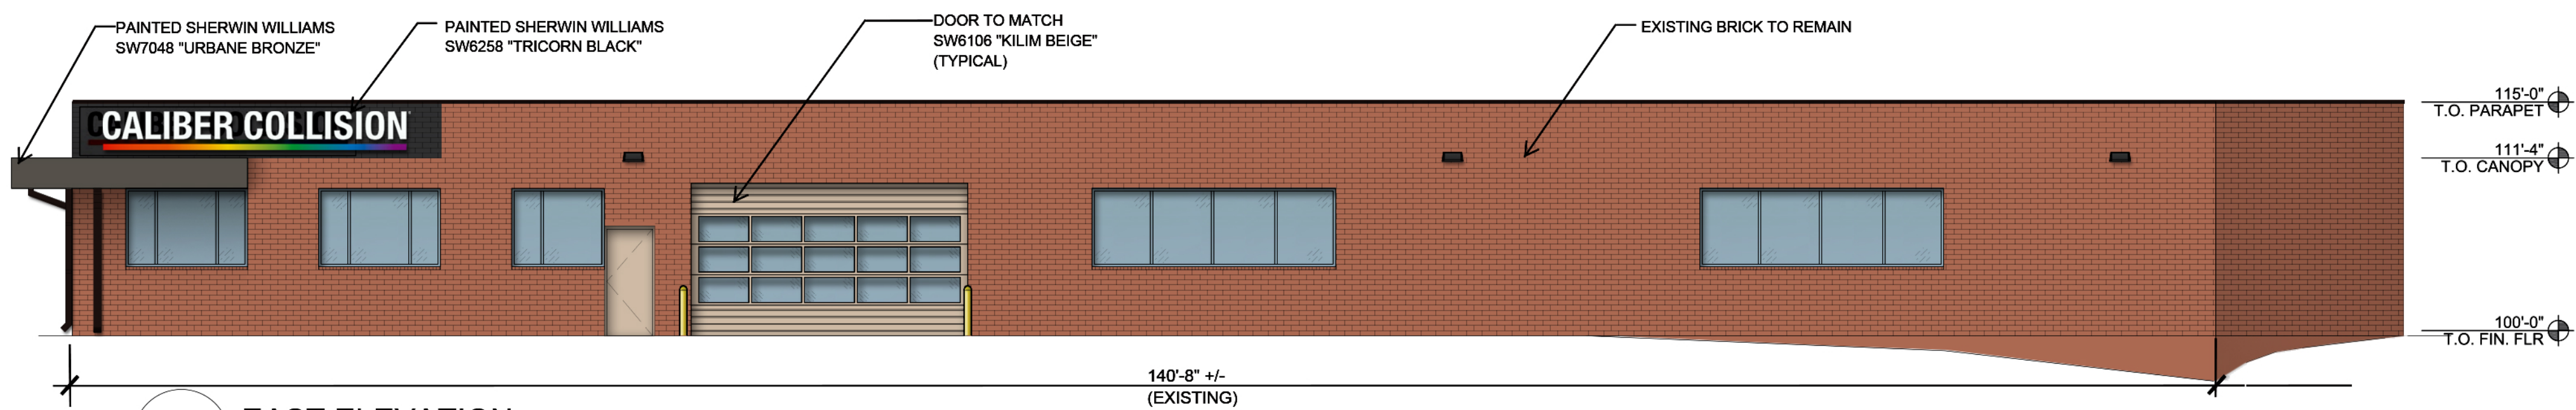 PAINTED SHERWIN WILLIAMS
SW7048 "URBANE BRONZE"
PAINTED SHERWIN WILLIAMS
SW6258 "TRICORN BLACK"
DOOR TO MATCH
SW6106 "KILIM BEIGE"
(TYPICAL)
EXISTING BRICK TO REMAIN
CALIBER COLLISION
115'-0"
T.O. PARAPET
111'-4"
T.O. CANOPY
100'-0"
T.O. FIN. FLR
140'-8" +/-
(EXISTING)
EAST ELEVATION